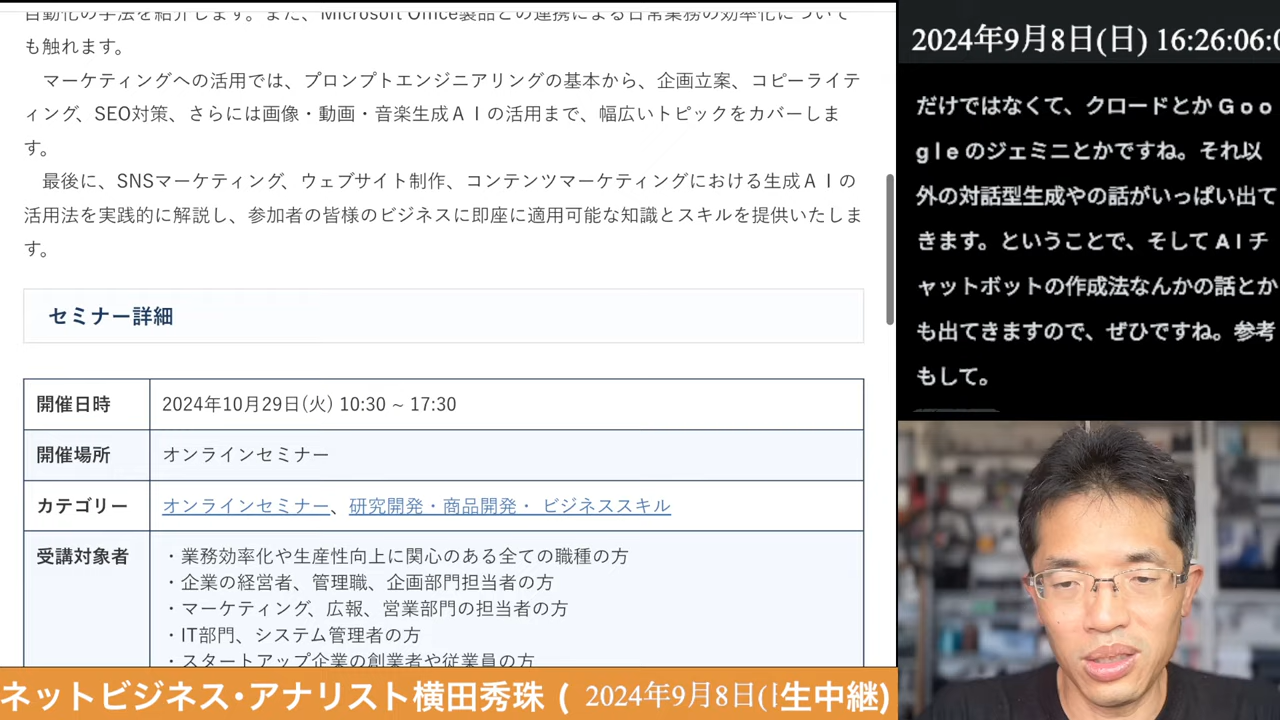 自動化の手法を紹介します。また、Microsoft Office製品との連携による日常業務の効率化について
も触れます。
マーケティングへの活用では、プロンプトエンジニアリングの基本から、企画立案、コピーライテ
ィング、SEO対策、さらには画像・動画・音楽生成ＡＩの活用まで、幅広いトピックをカバーしま
す。
最後に、SNSマーケティング、ウェブサイト制作、コンテンツマーケティングにおける生成ＡＩの
活用法を実践的に解説し、参加者の皆様のビジネスに即座に適用可能な知識とスキルを提供いたしま
す。
セミナー詳細
開催日時 2024年10月29日(火) 10:30 ~ 17:30
開催場所 オンラインセミナー
カテゴリー オンラインセミナー、研究開発・商品開発・ ビジネススキル
受講対象者 ・業務効率化や生産性向上に関心のある全ての職種の方
・企業の経営者、管理職、企画部門担当者の方
・マーケティング、広報、営業部門の担当者の方
・IT部門、システム管理者の方
・スタートアップ企業の創業者や従業員の方
2024年9月8日(日) 16:26:06:0
だけではなくて、クロードとかＧｏｏ
ｇｌｅのジェミニとかですね。それ以
外の対話型生成やの話がいっぱい出て
きます。ということで、そしてＡＩチ
ャットボットの作成法なんかの話とか
も出てきますので、ぜひですね。参考
もして。
ネットビジネス・アナリスト横田秀珠 ( 2024年9月8日( 生中継)